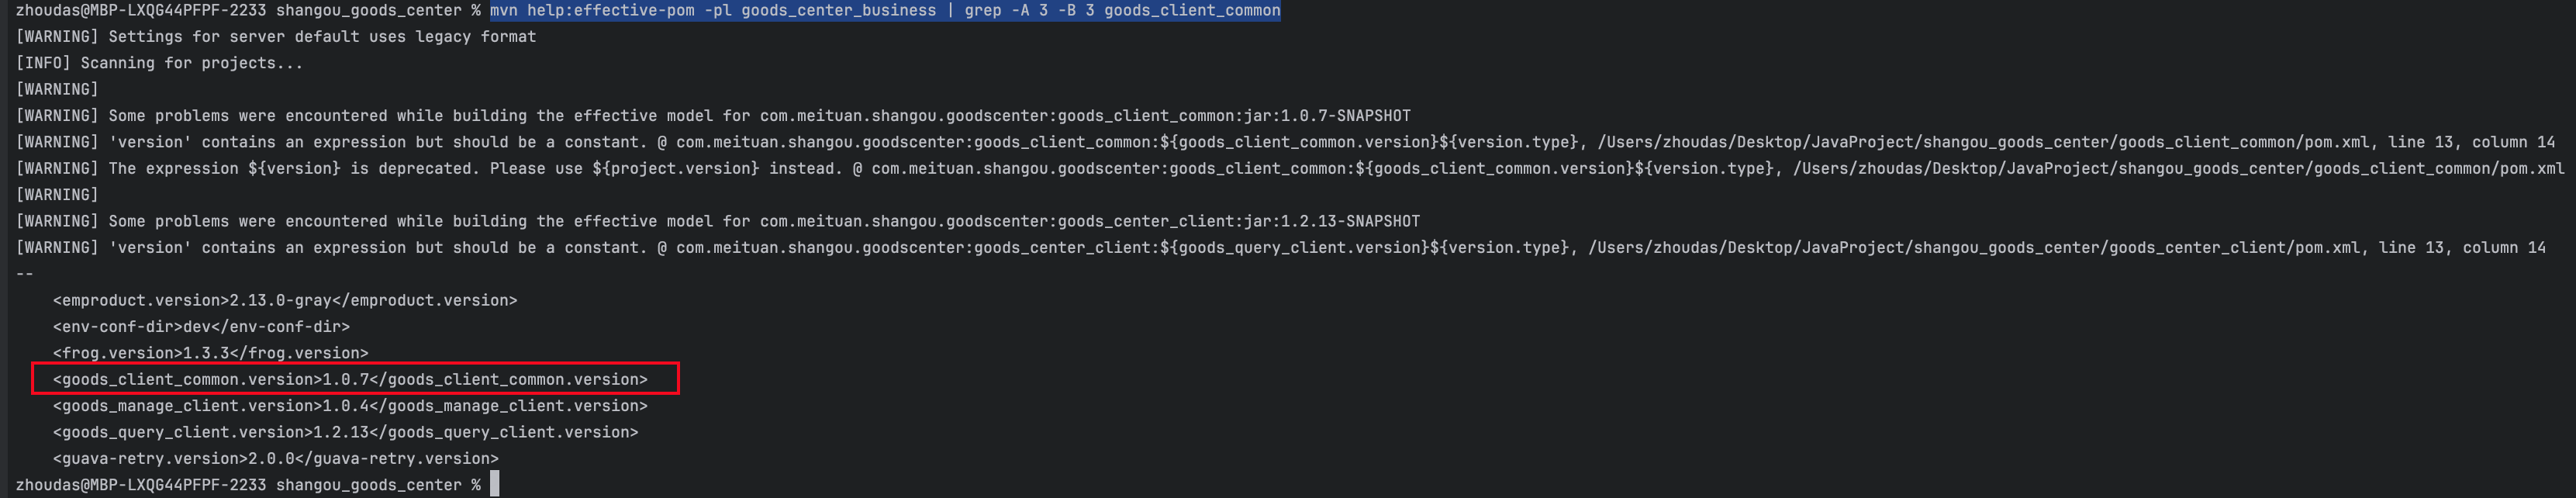 zhoudas@MBP-LXQG44PFPF-2233 shangou_goods_center % mvn help:effective-pom -pl goods_center_business | grep -A 3 -B 3 goods_client_common
[WARNING] Settings for server default uses legacy format
[INFO] Scanning for projects...
[WARNING]
[WARNING] Some problems were encountered while building the effective model for com.meituan.shangou.goodscenter:goods_client_common:jar:1.0.7-SNAPSHOT
[WARNING] 'version' contains an expression but should be a constant. @ com.meituan.shangou.goodscenter:goods_client_common:${goods_client_common.version}${version.type}, /Users/zhoudas/Desktop/JavaProject/shangou_goods_center/goods_client_common/pom.xml, line 13, column 14
[WARNING] The expression ${version} is deprecated. Please use ${project.version} instead. @ com.meituan.shangou.goodscenter:goods_client_common:${goods_client_common.version}${version.type}, /Users/zhoudas/Desktop/JavaProject/shangou_goods_center/goods_client_common/pom.xml
[WARNING]
[WARNING] Some problems were encountered while building the effective model for com.meituan.shangou.goodscenter:goods_center_client:jar:1.2.13-SNAPSHOT
[WARNING] 'version' contains an expression but should be a constant. @ com.meituan.shangou.goodscenter:goods_center_client:${goods_query_client.version}${version.type}, /Users/zhoudas/Desktop/JavaProject/shangou_goods_center/goods_center_client/pom.xml, line 13, column 14
--
<emproduct.version>2.13.0-gray</emproduct.version>
<env-conf-dir>dev</env-conf-dir>
<frog.version>1.3.3</frog.version>
<goods_client_common.version>1.0.7</goods_client_common.version>
<goods_manage_client.version>1.0.4</goods_manage_client.version>
<goods_query_client.version>1.2.13</goods_query_client.version>
<guava-retry.version>2.0.0</guava-retry.version>
zhoudas@MBP-LXQG44PFPF-2233 shangou_goods_center %